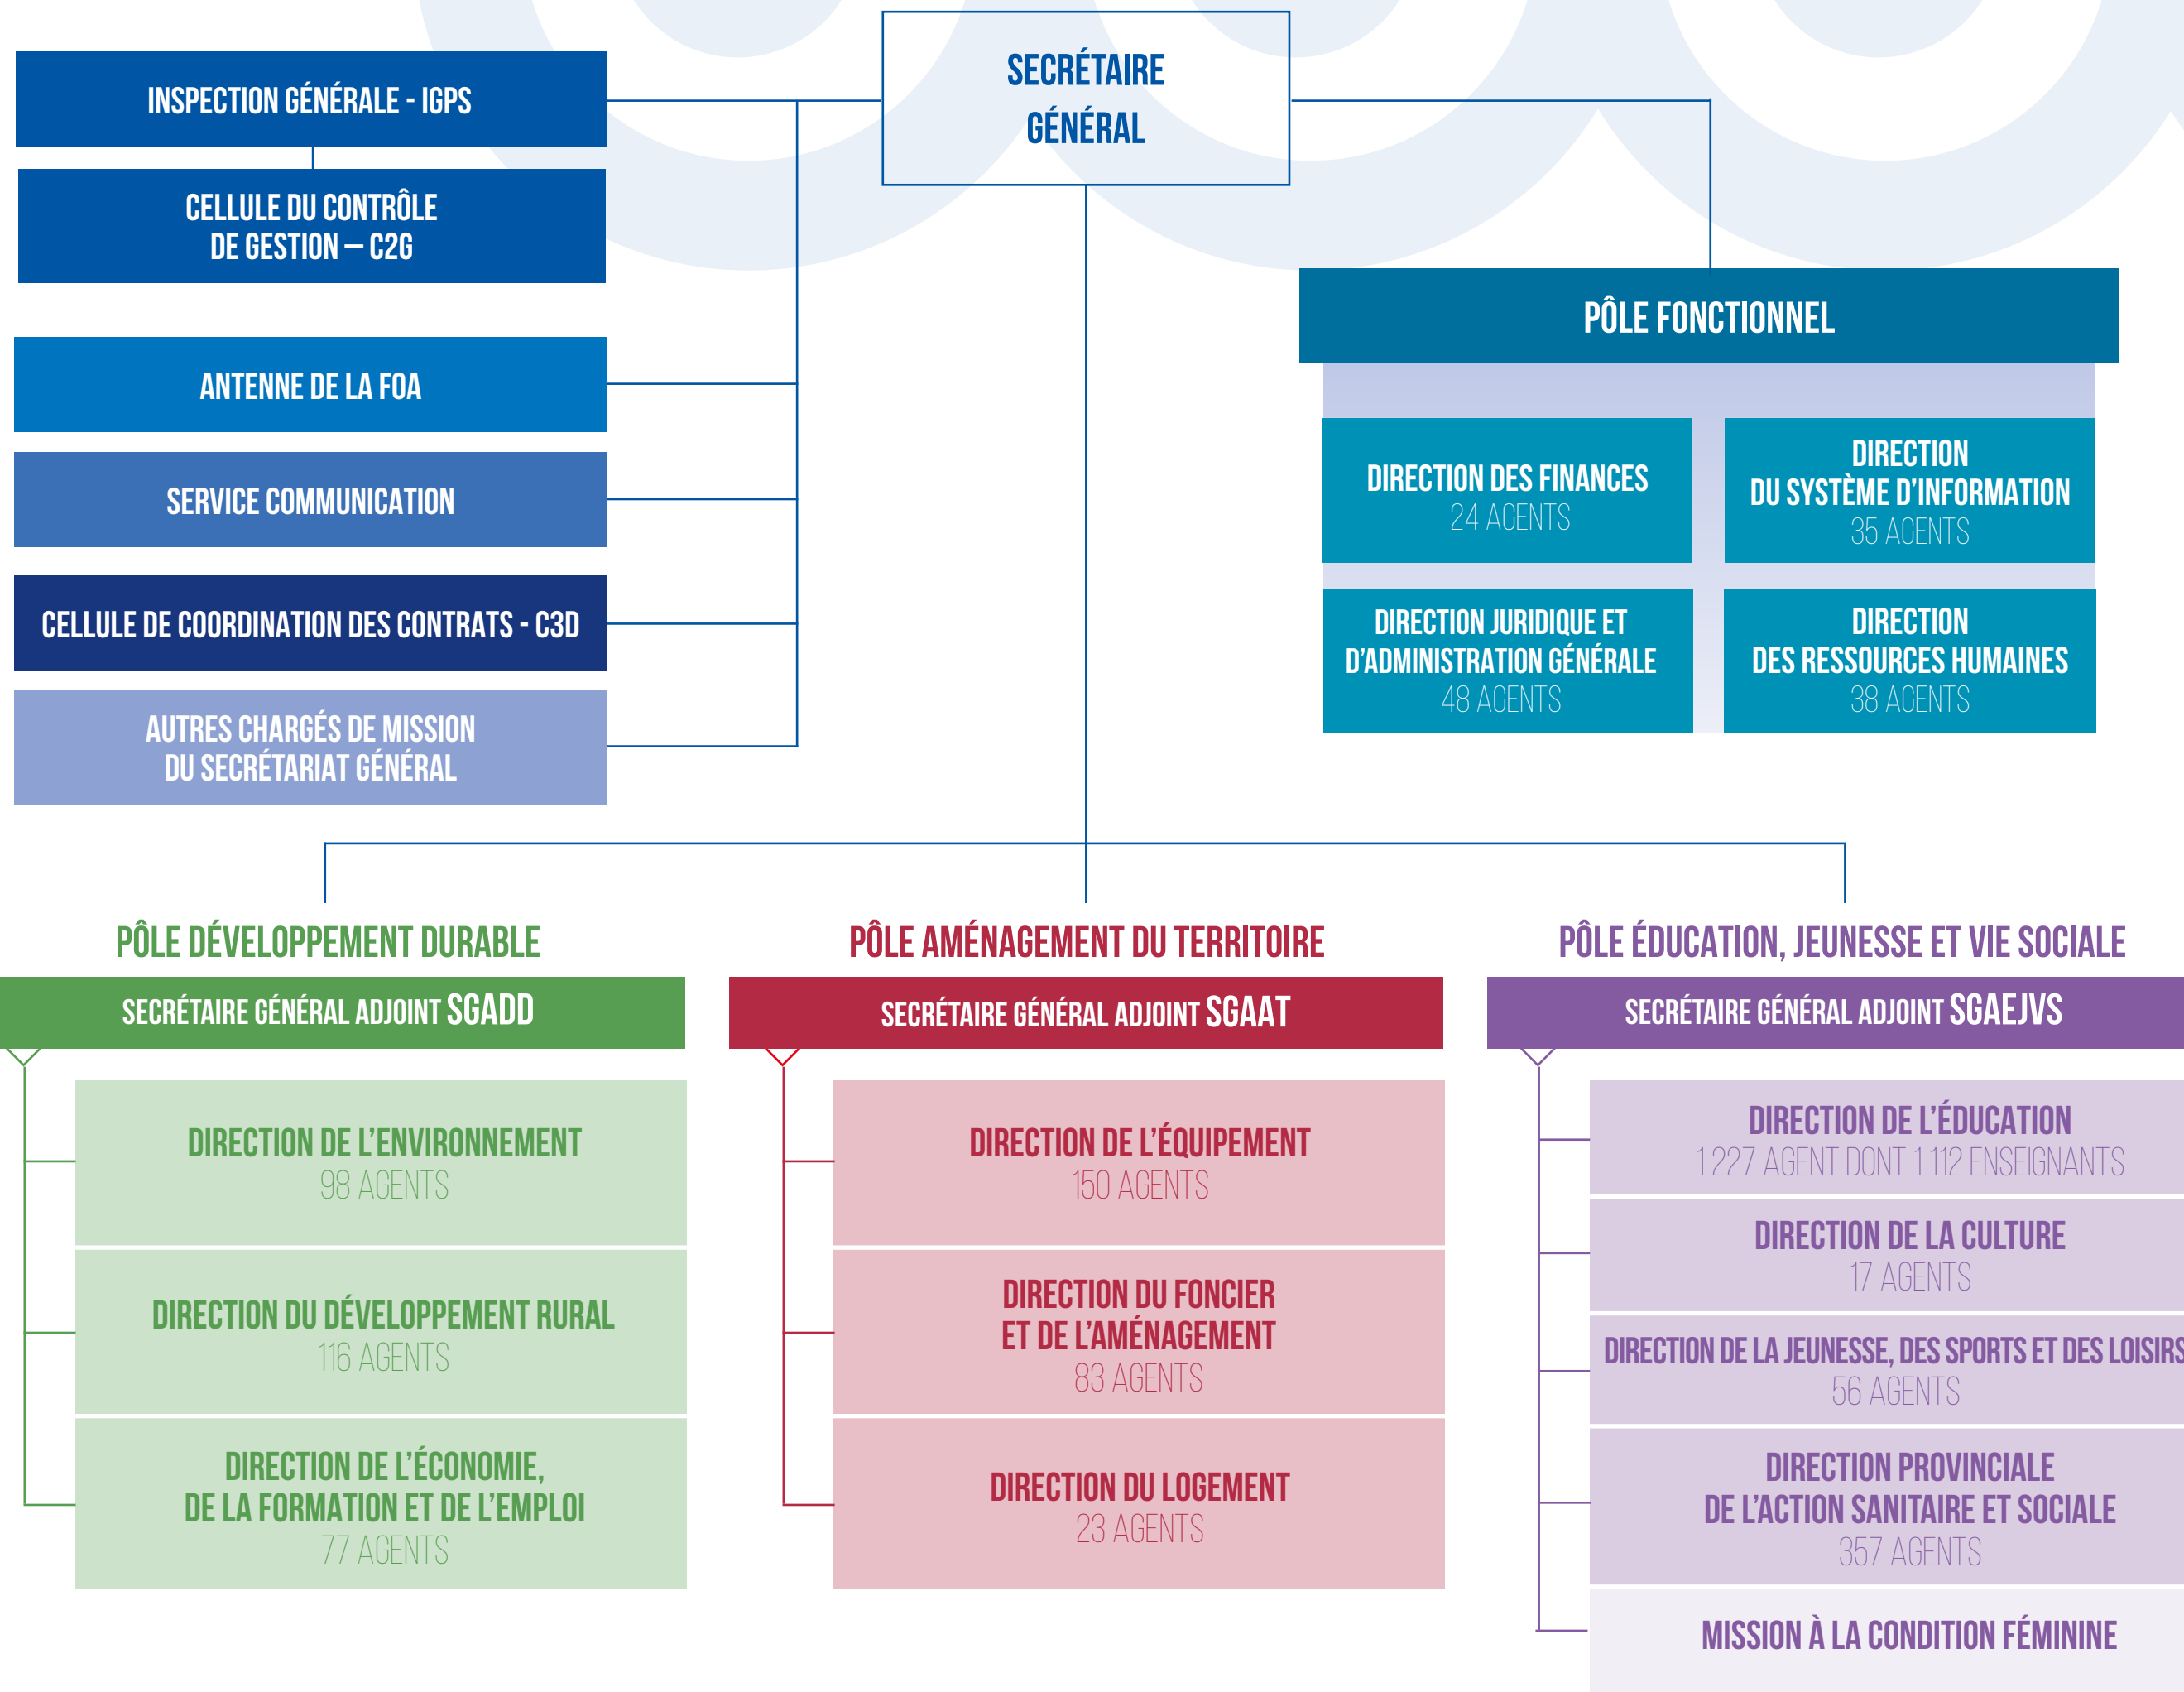 SECRÉTAIRE
GÉNÉRAL
INSPECTION GÉNÉRALE - IGPS
CELLULE DU CONTRÔLE
DE GESTION – C2G
ANTENNE DE LA FOA
SERVICE COMMUNICATION
CELLULE DE COORDINATION DES CONTRATS - C3D
AUTRES CHARGÉS DE MISSION
DU SECRÉTARIAT GÉNÉRAL
PÔLE FONCTIONNEL
DIRECTION DES FINANCES
24 AGENTS
DIRECTION
DU SYSTÈME D'INFORMATION
35 AGENTS
DIRECTION JURIDIQUE ET
D'ADMINISTRATION GÉNÉRALE
48 AGENTS
DIRECTION
DES RESSOURCES HUMAINES
38 AGENTS
PÔLE DÉVELOPPEMENT DURABLE
SECRÉTAIRE GÉNÉRAL ADJOINT SGADD
DIRECTION DE L'ENVIRONNEMENT
98 AGENTS
DIRECTION DU DÉVELOPPEMENT RURAL
116 AGENTS
DIRECTION DE L'ÉCONOMIE,
DE LA FORMATION ET DE L'EMPLOI
77 AGENTS
PÔLE AMÉNAGEMENT DU TERRITOIRE
SECRÉTAIRE GÉNÉRAL ADJOINT SGAAT
DIRECTION DE L'ÉQUIPEMENT
150 AGENTS
DIRECTION DU FONCIER
ET DE L'AMÉNAGEMENT
83 AGENTS
DIRECTION DU LOGEMENT
23 AGENTS
PÔLE ÉDUCATION, JEUNESSE ET VIE SOCIALE
SECRÉTAIRE GÉNÉRAL ADJOINT SGAEJVS
DIRECTION DE L'ÉDUCATION
1 227 AGENT DONT 1 112 ENSEIGNANTS
DIRECTION DE LA CULTURE
17 AGENTS
DIRECTION DE LA JEUNESSE, DES SPORTS ET DES LOISIRS
56 AGENTS
DIRECTION PROVINCIALE
DE L'ACTION SANITAIRE ET SOCIALE
357 AGENTS
MISSION À LA CONDITION FÉMININE